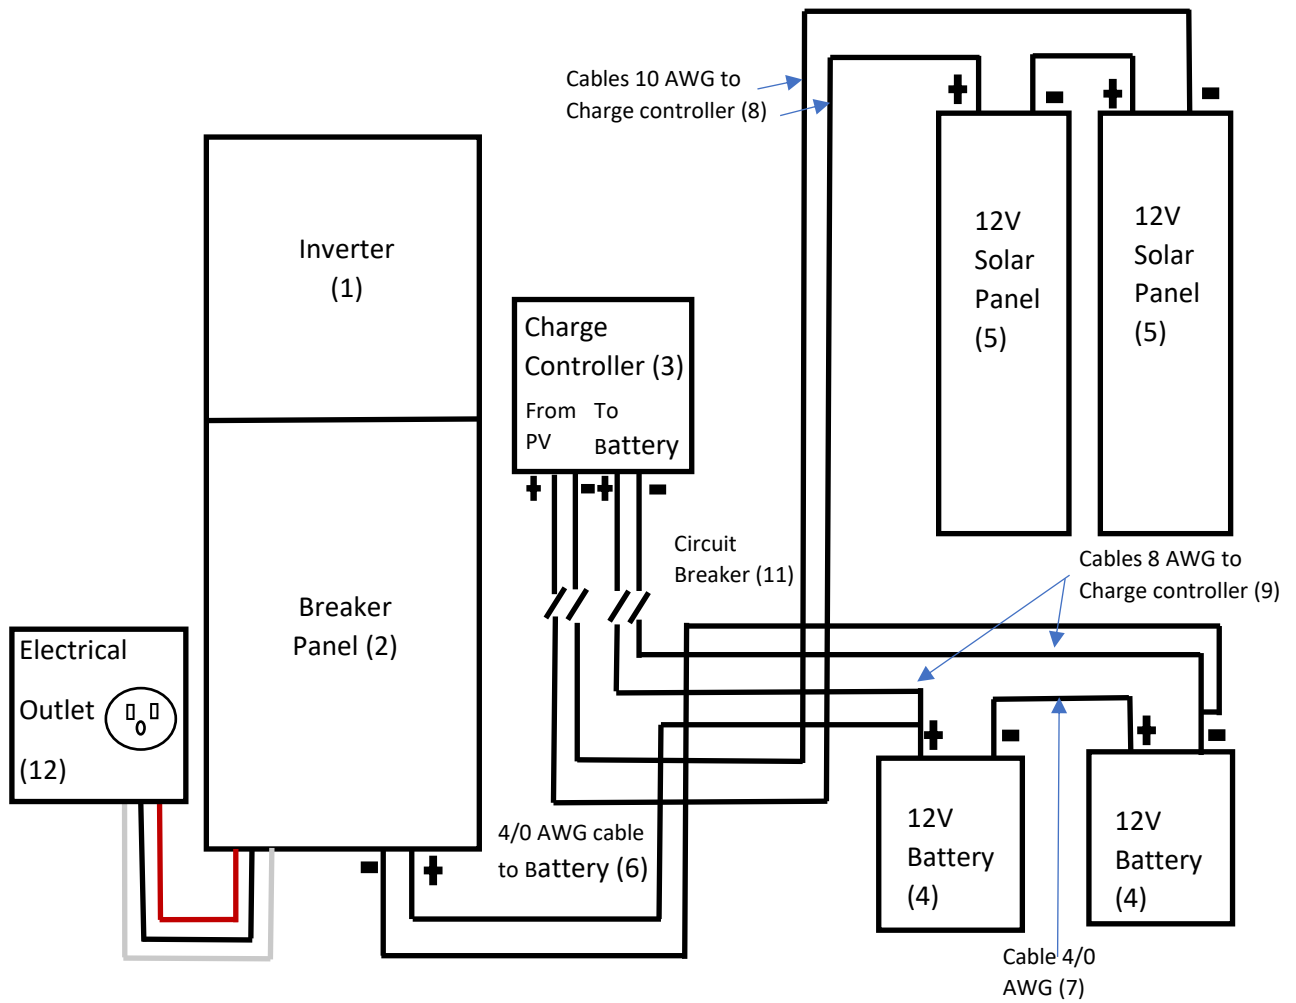 Cables 10 AWG to
Charge controller (8)
+
-
+
-
12V
Solar
Panel
(5)
12V
Solar
Panel
(5)
Inverter
(1)
Charge
Controller (3)
From To
PV Battery
+
-
+
-
Circuit
Breaker (11)
Cables 8 AWG to
Charge controller (9)
Breaker
Panel (2)
Electrical
Outlet
(12)
+
-
+
-
12V
Battery
(4)
12V
Battery
(4)
4/0 AWG cable
to Battery (6)
-
+
Cable 4/0
AWG (7)